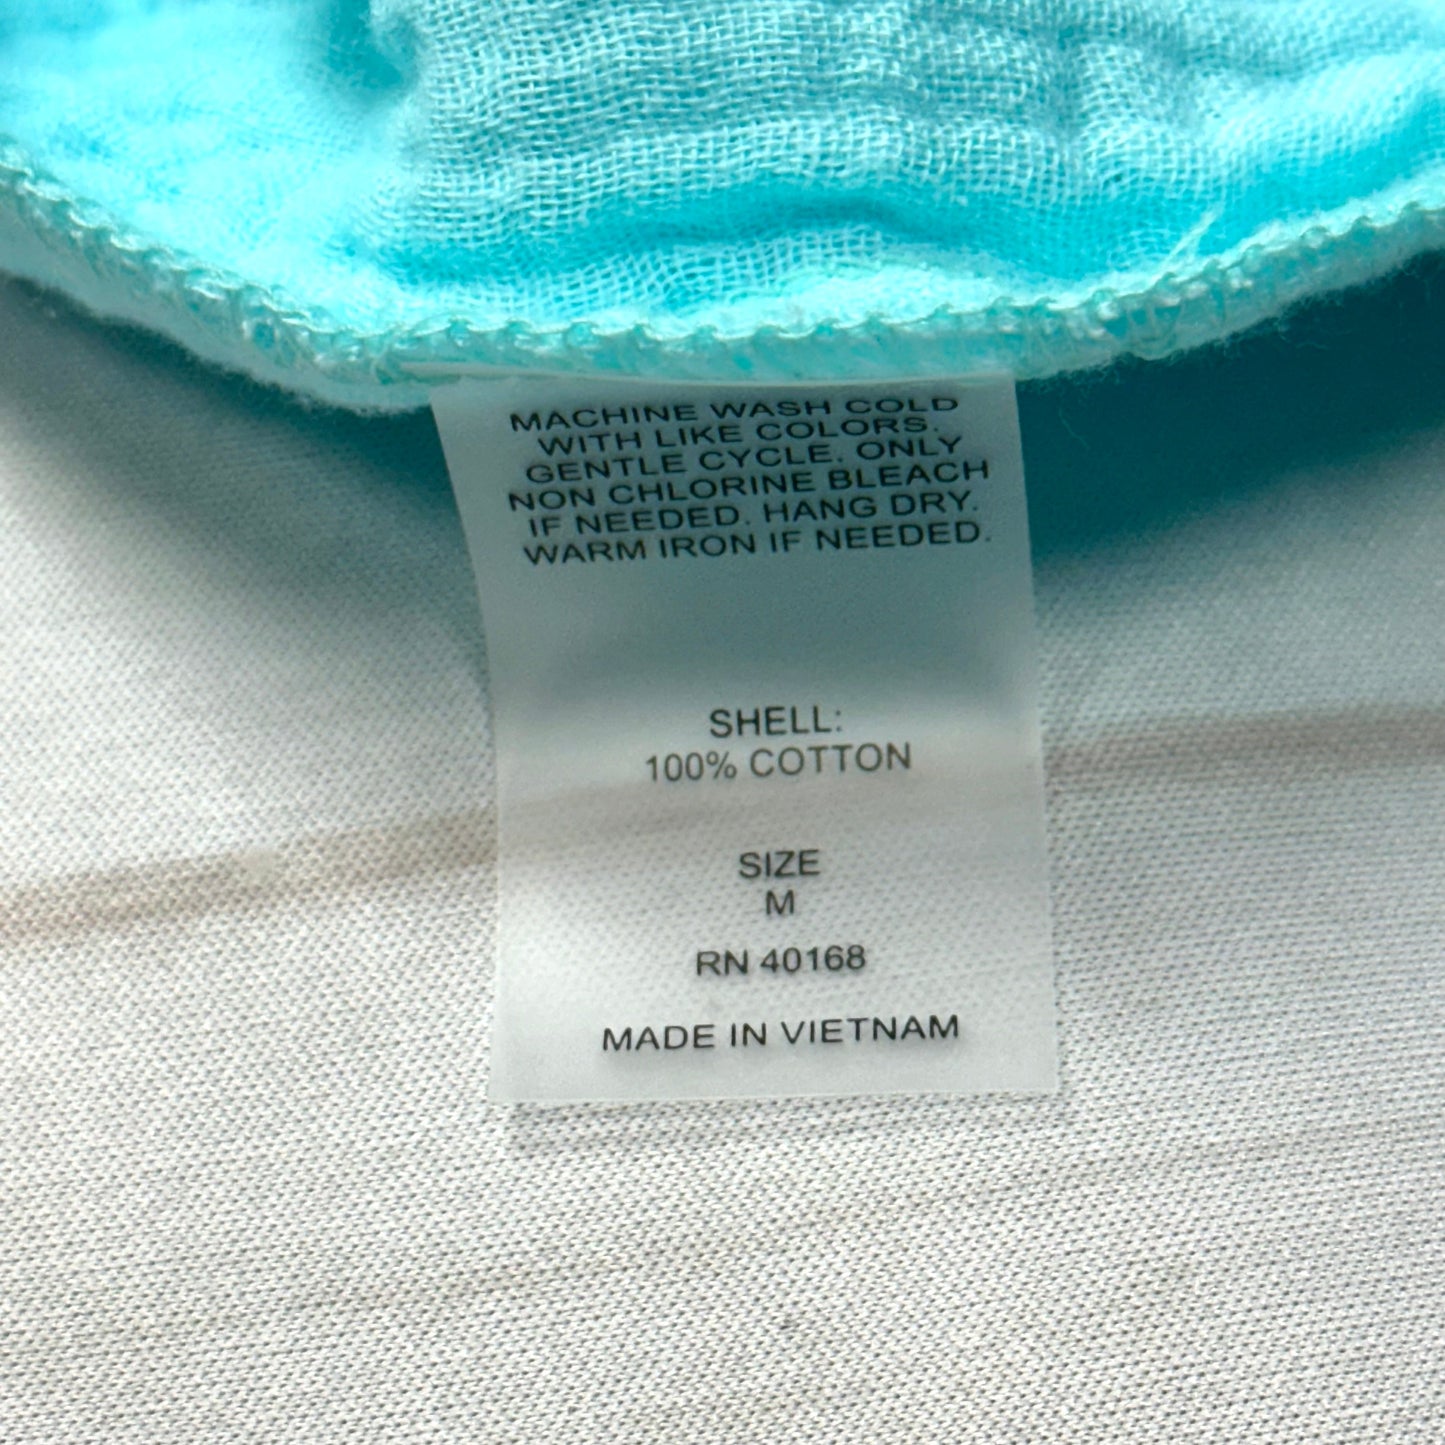 MACHINE WASH COLD
WITH LIKE COLORS.
GENTLE CYCLE. ONLY
NON CHLORINE BLEACH
IF NEEDED. HANG DRY.
WARM IRON IF NEEDED.
SHELL:
100% COTTON
SIZE
M
RN 40168
MADE IN VIETNAM